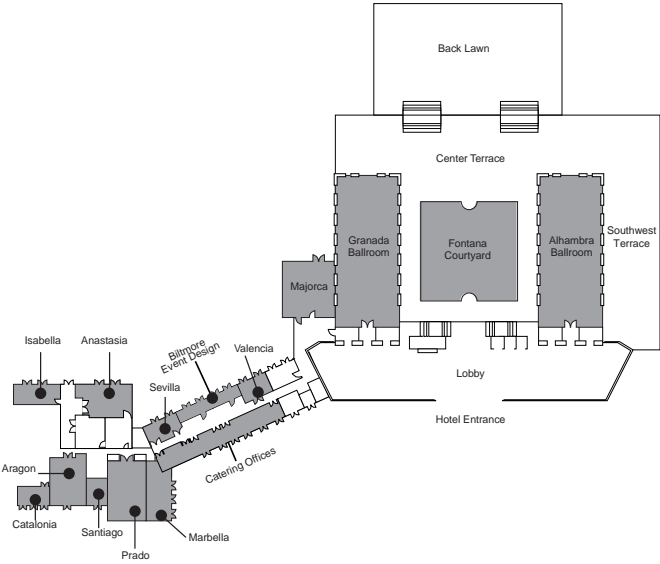 Back Lawn
Center Terrace
Granada
Ballroom
Fontana
Courtyard
Alhambra
Ballroom
Southwest
Terrace
Majorca
Isabella
Anastasia
Biltmore
Event Design
Valencia
Sevilla
Lobby
Hotel Entrance
Catering Offices
Aragon
Catalonia
Santiago
Prado
Marbella